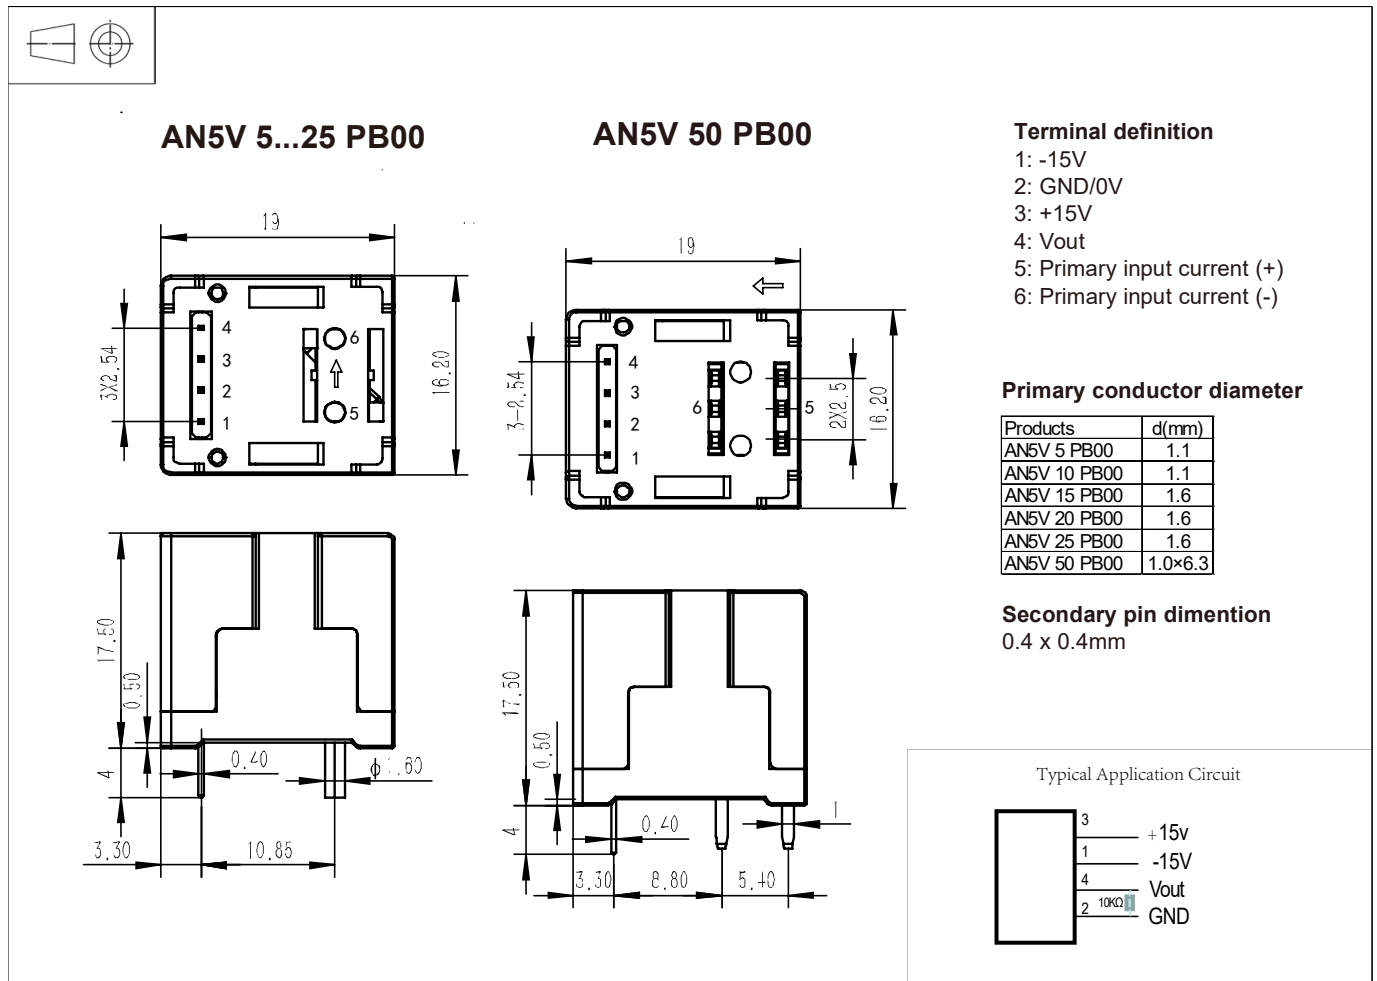 AN5V 5...25 PB00
AN5V 50 PB00
19
3X2.54
4
3
2
1
6
5
16.20
17.50
0.50
4
0.40
ϕ1.60
3.30
10.85
19
3-2.54
4
3
2
1
6
5
2X2.5
16.20
17.50
0.50
4
0.40
1
3.30
8.80
5.40
Terminal definition
1: -15V
2: GND/0V
3: +15V
4: Vout
5: Primary input current (+)
6: Primary input current (-)
Primary conductor diameter
Products d(mm)
AN5V 5 PB00 1.1
AN5V 10 PB00 1.1
AN5V 15 PB00 1.6
AN5V 20 PB00 1.6
AN5V 25 PB00 1.6
AN5V 50 PB00 1.0×6.3
Secondary pin dimention
0.4 x 0.4mm
Typical Application Circuit
3 +15v
1 -15V
4 Vout
10KΩ
2 GND